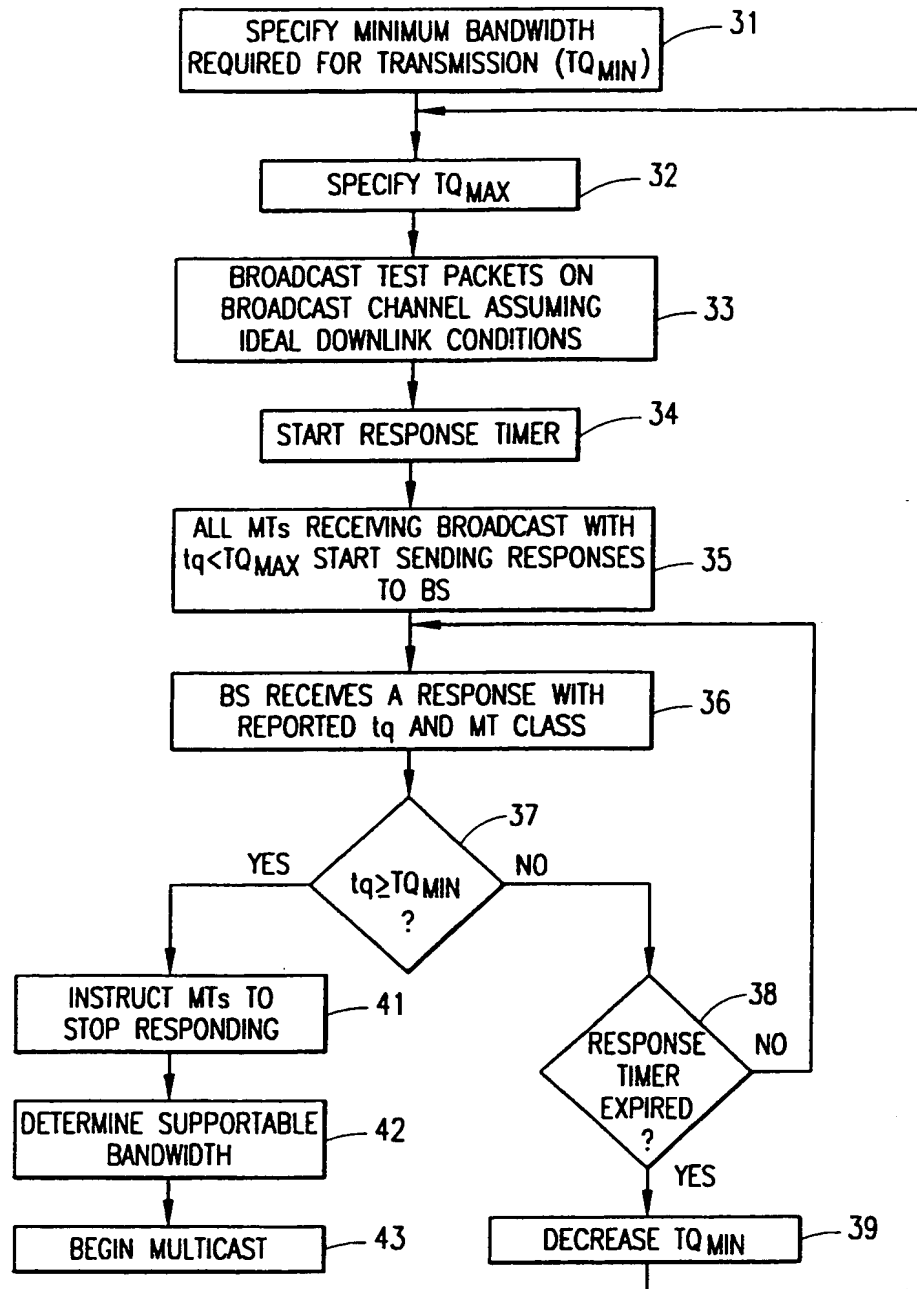 SPECIFY MINIMUM BANDWIDTH
REQUIRED FOR TRANSMISSION (TQMIN)
31
SPECIFY TQMAX
32
BROADCAST TEST PACKETS ON
BROADCAST CHANNEL ASSUMING
IDEAL DOWNLINK CONDITIONS
33
START RESPONSE TIMER
34
ALL MTs RECEIVING BROADCAST WITH
tq<TQMAX START SENDING RESPONSES
TO BS
35
BS RECEIVES A RESPONSE WITH
REPORTED tq AND MT CLASS
36
37
YES
tq≥TQMIN
?
NO
INSTRUCT MTs TO
STOP RESPONDING
41
38
RESPONSE
TIMER
EXPIRED
?
NO
DETERMINE SUPPORTABLE
BANDWIDTH
42
YES
BEGIN MULTICAST
43
DECREASE TQMIN
39